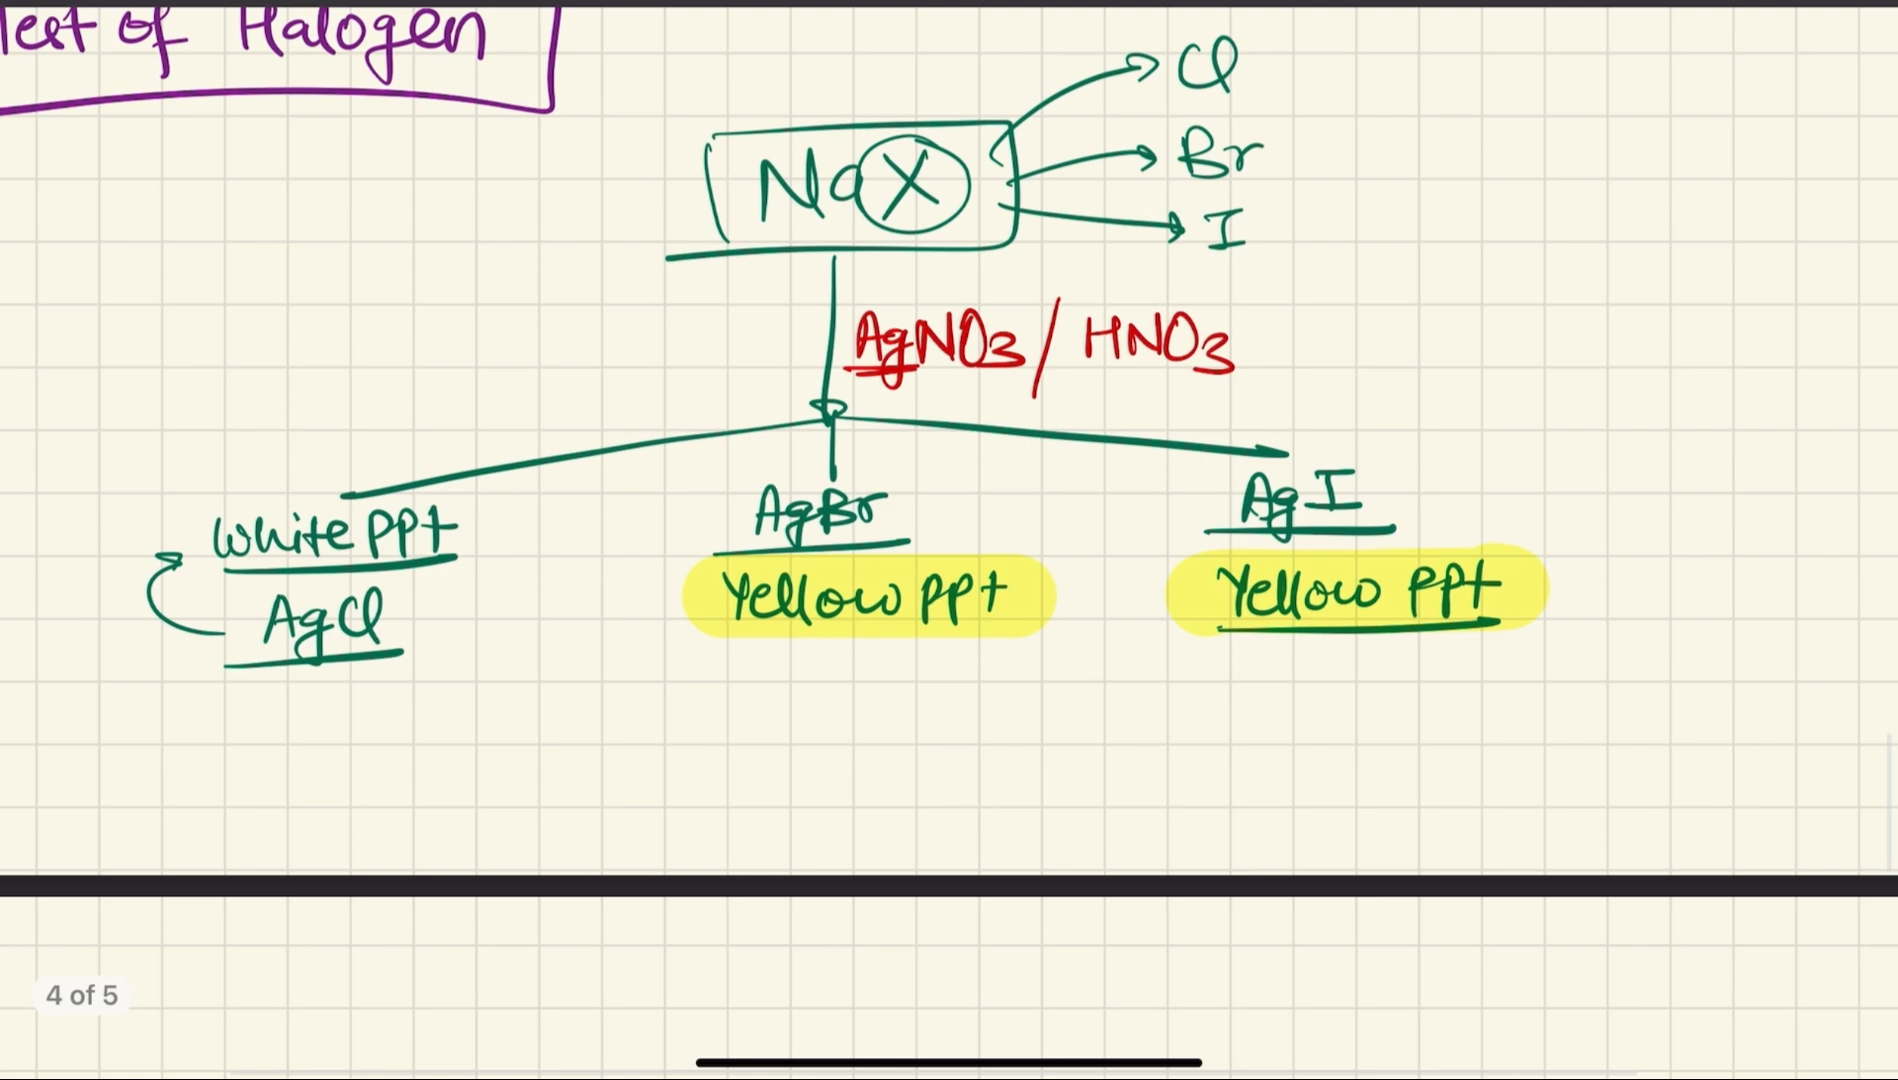 Test of Halogen
Cl
NaX
Br
I
AgNO3 / HNO3
White ppt
AgCl
AgBr
Yellow ppt
AgI
Yellow ppt
4 of 5